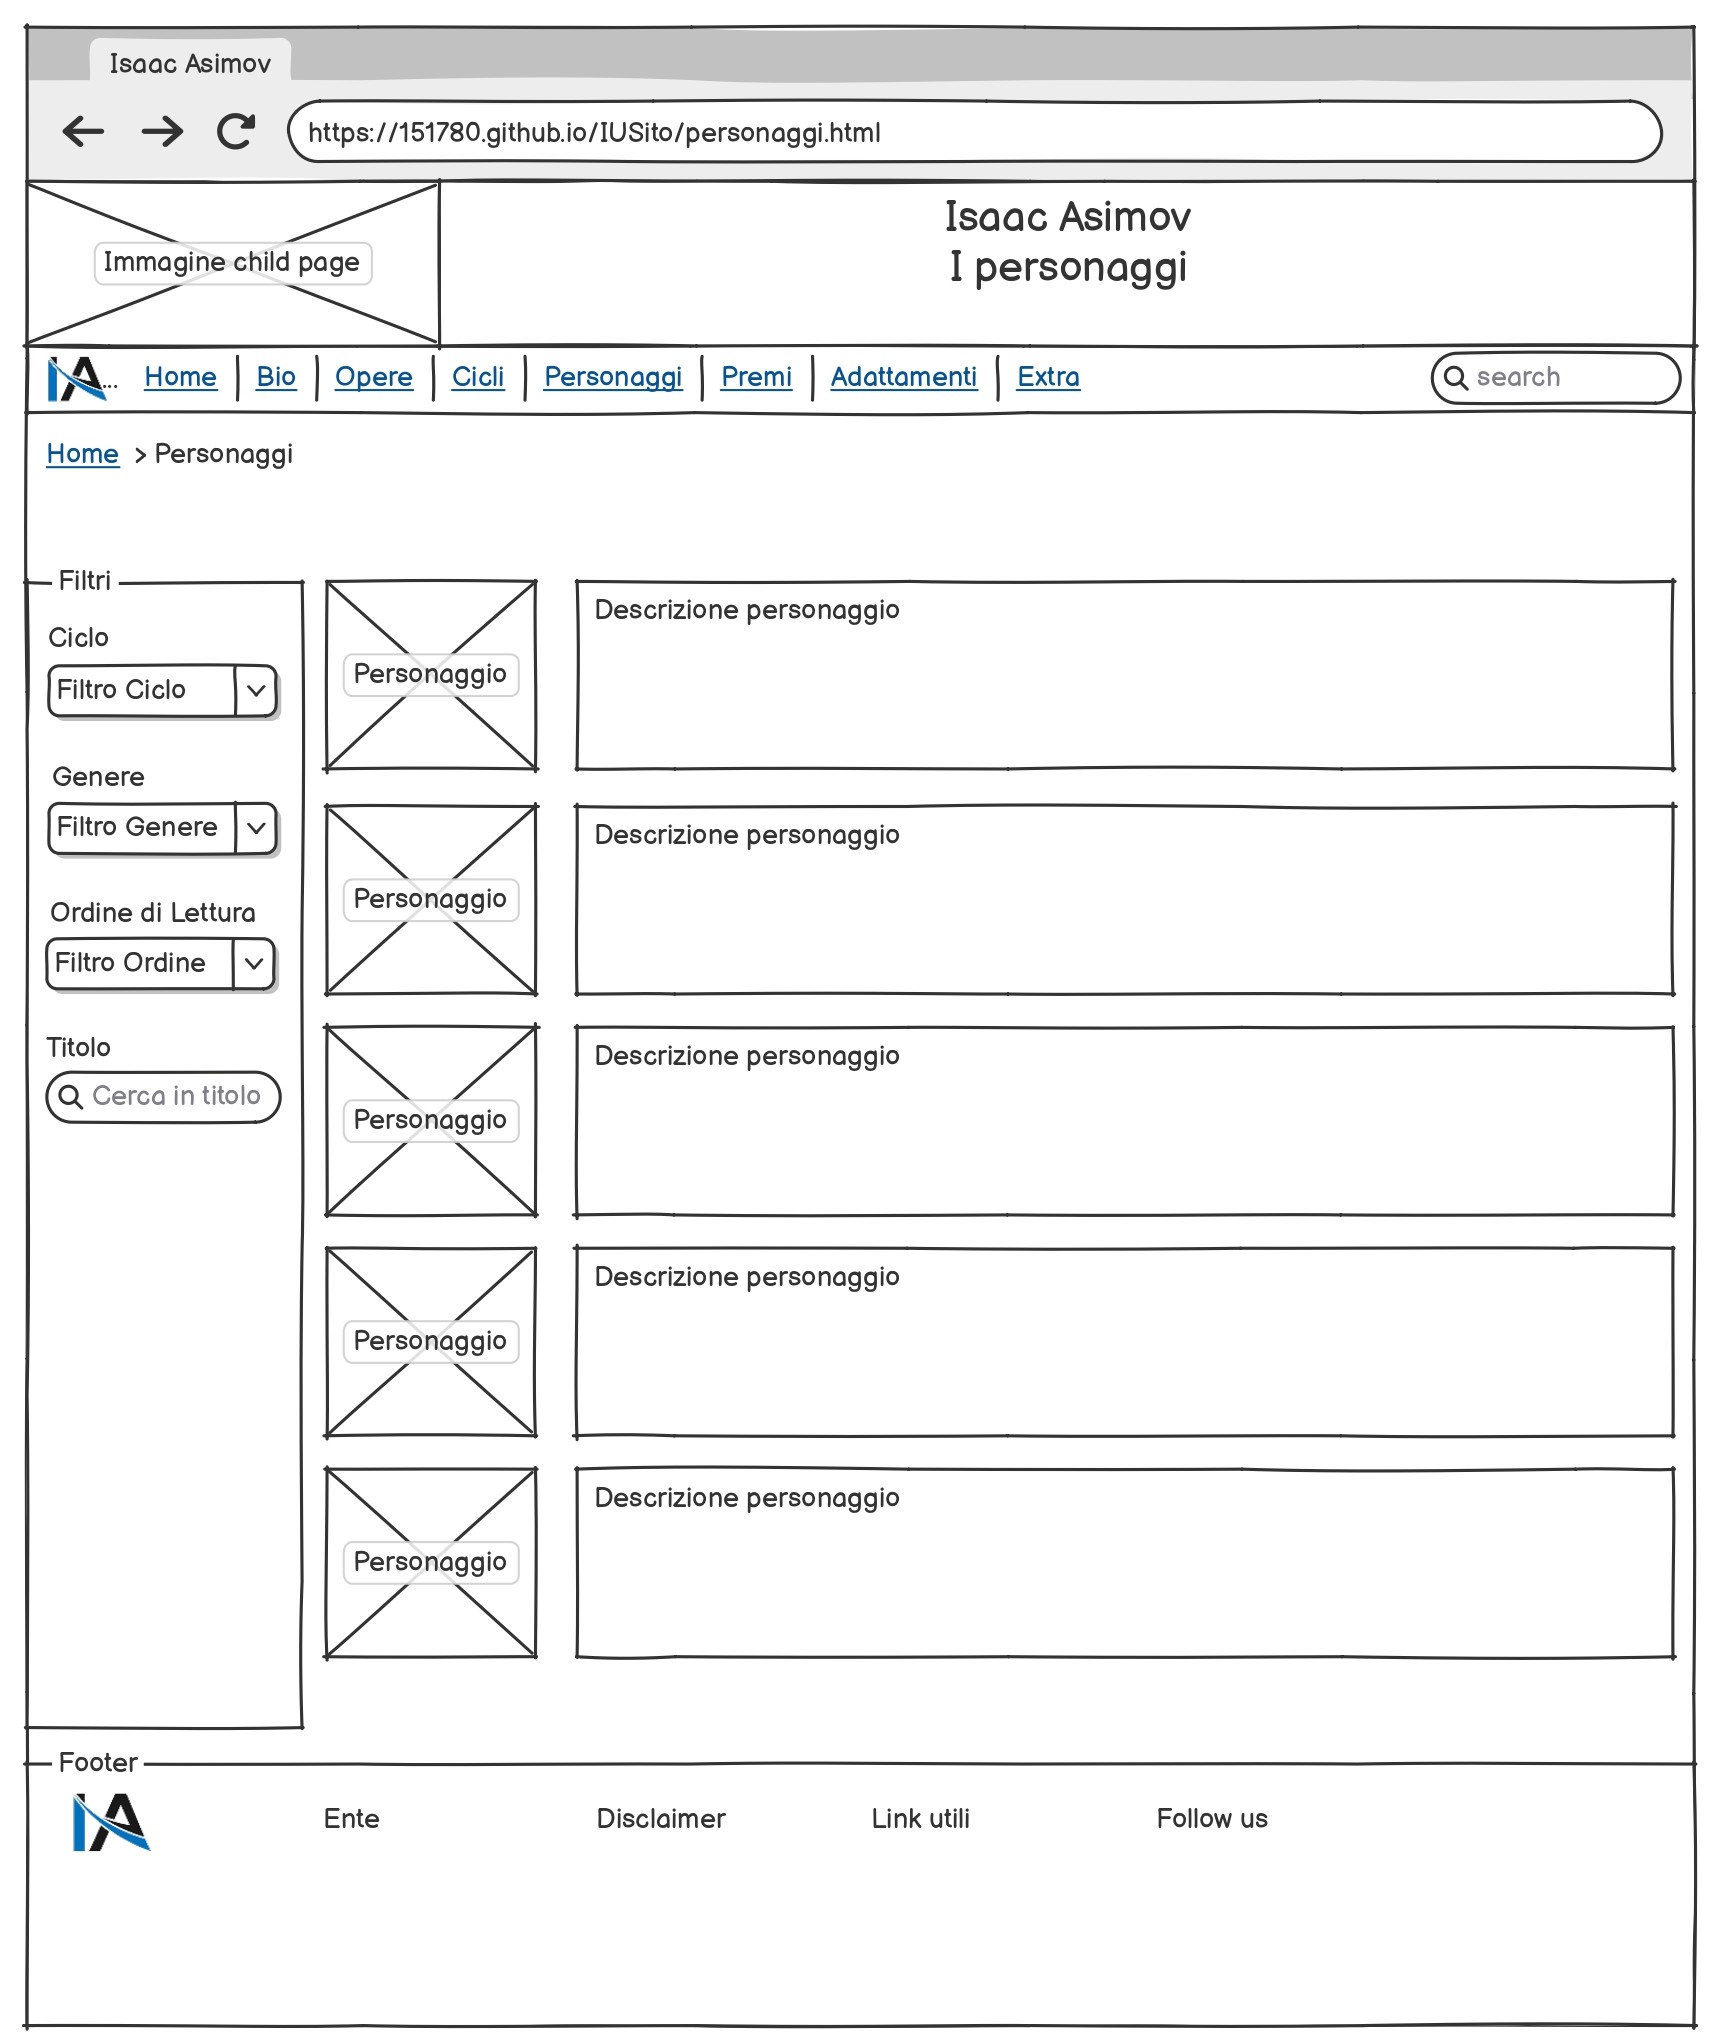 Isaac Asimov
https://151780.github.io/IUSito/personaggi.html
Immagine child page
Isaac Asimov
I personaggi
IA... Home Bio Opere Cicli Personaggi Premi Adattamenti Extra search
Home > Personaggi
Filtri
Ciclo
Filtro Ciclo
Genere
Filtro Genere
Ordine di Lettura
Filtro Ordine
Titolo
Cerca in titolo
Personaggio
Descrizione personaggio
Personaggio
Descrizione personaggio
Personaggio
Descrizione personaggio
Personaggio
Descrizione personaggio
Personaggio
Descrizione personaggio
Footer
IA Ente Disclaimer Link utili Follow us